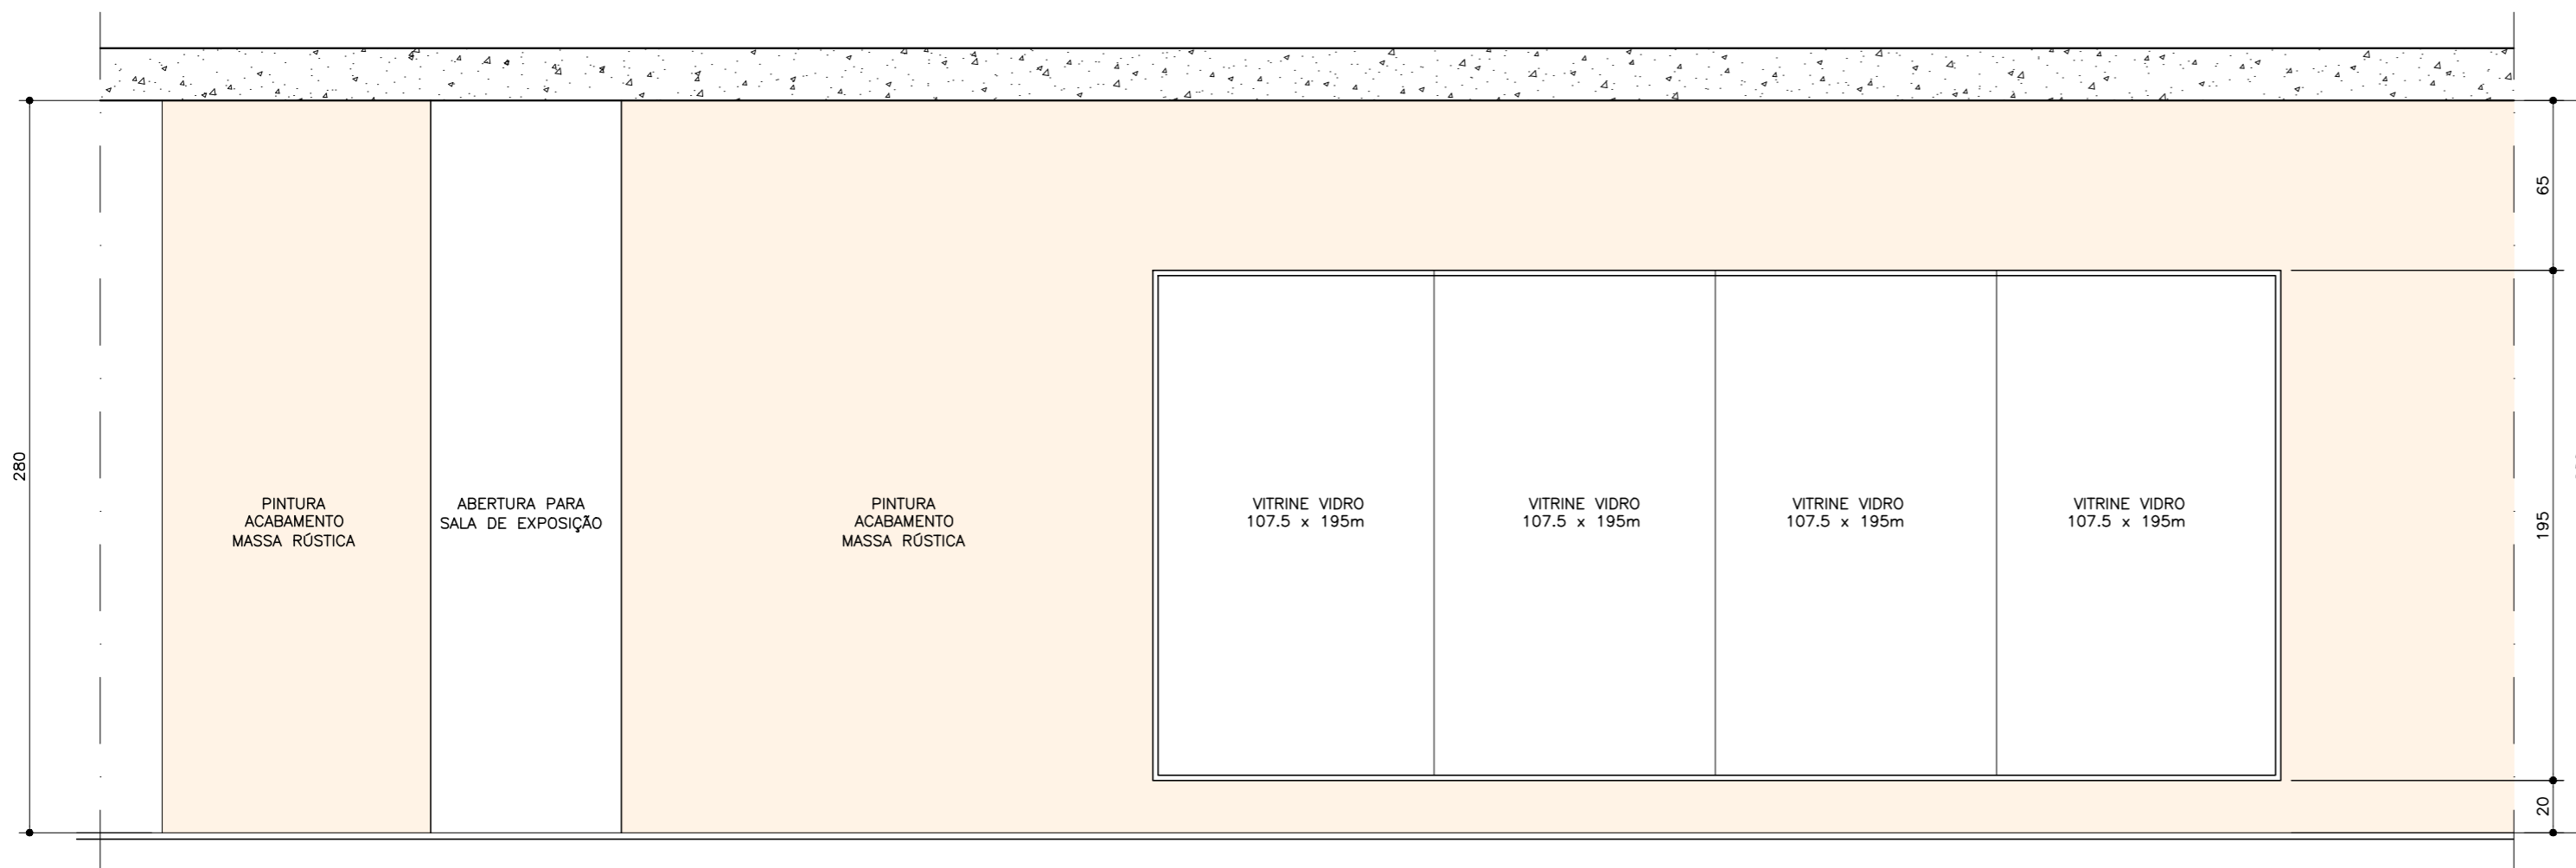 65
280
PINTURA
ACABAMENTO
MASSA RÚSTICA
ABERTURA PARA
SALA DE EXPOSIÇÃO
PINTURA
ACABAMENTO
MASSA RÚSTICA
VITRINE VIDRO
107.5 x 195m
VITRINE VIDRO
107.5 x 195m
VITRINE VIDRO
107.5 x 195m
VITRINE VIDRO
107.5 x 195m
195
20